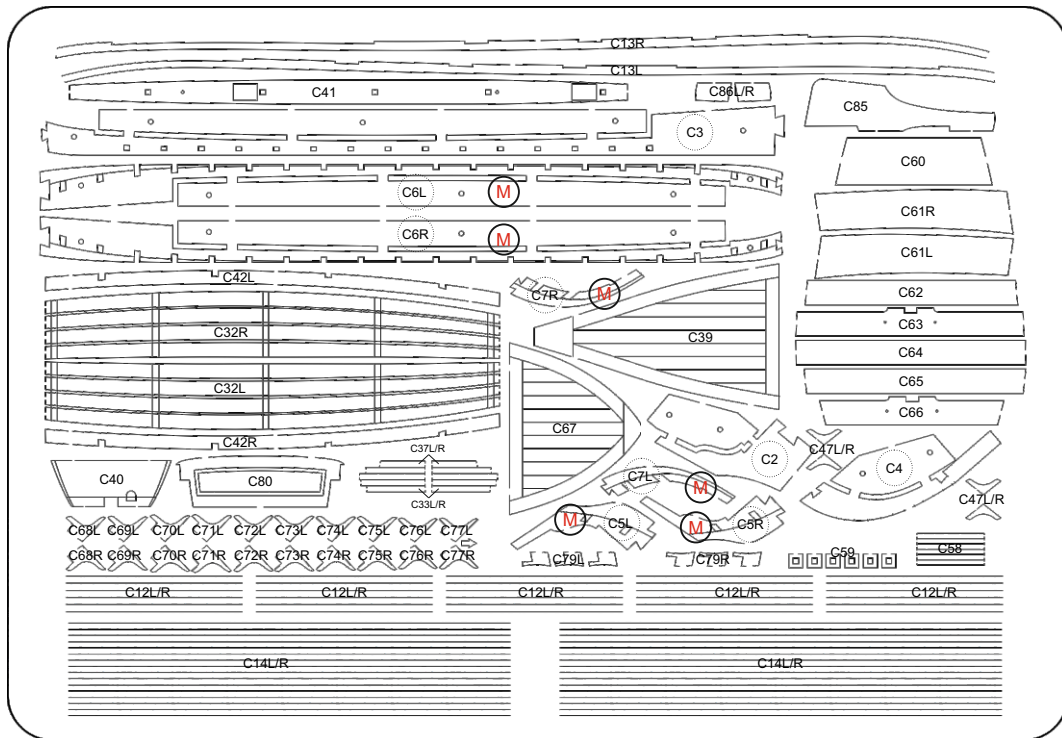 C13R
C13L
C41
C86L/R
C85
C3
C60
C6L
M
C61R
C6R
M
C61L
C42L
C7R
M
C62
C63
C32R
C39
C64
C32L
C65
C66
C67
C42R
C37L/R
C47L/R
C2
C4
C40
C80
C7L
M
C47L/R
C33L/R
M
C5L
M
C5R
C68L
C69L
C70L
C71L
C72L
C73L
C74L
C75L
C76L
C77L
C68R
C69R
C70R
C71R
C72R
C73R
C74R
C75R
C76R
C77R
C79L
C79R
C59
C58
C12L/R
C12L/R
C12L/R
C12L/R
C12L/R
C14L/R
C14L/R